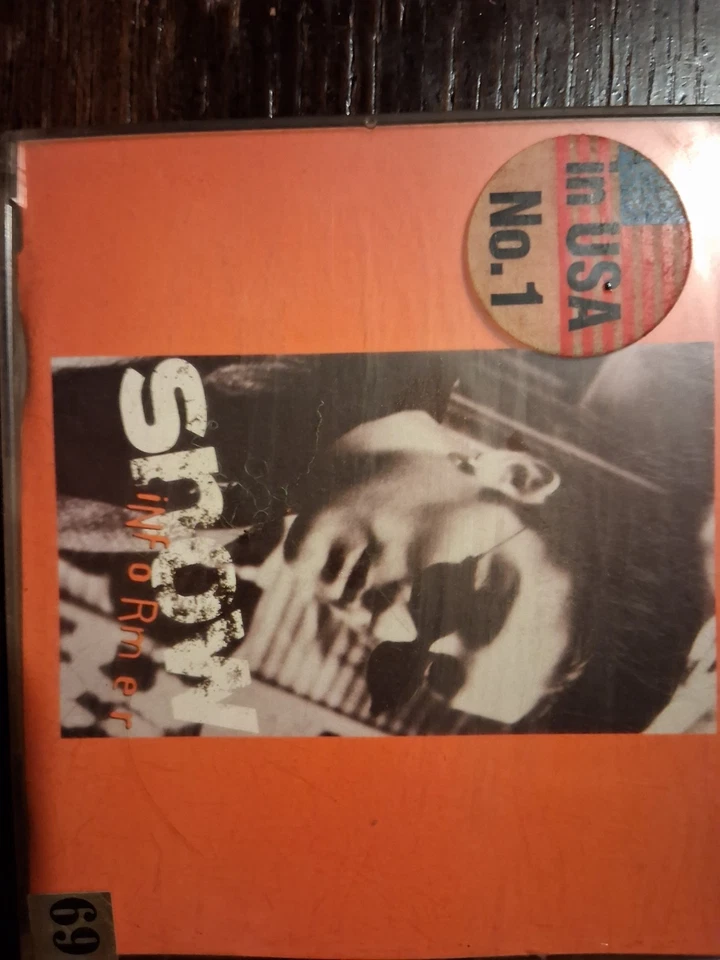 in USA
No. 1
snow
iNFoRmer
69